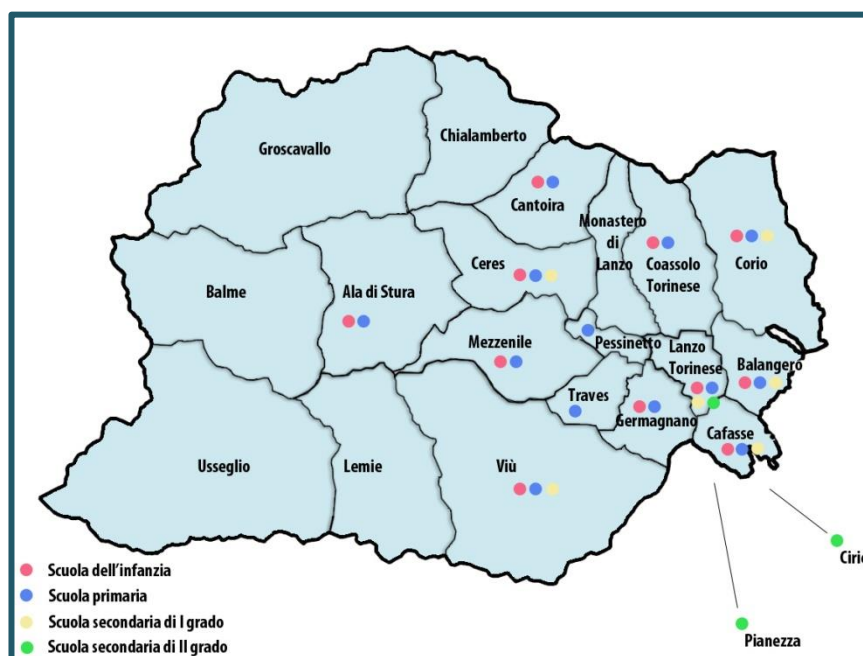 Groscavallo
Chialamberto
Cantoira
Monastero
di
Lanzo
Coassolo
Torinese
Corio
Balme
Ala di Stura
Ceres
Mezzenile
Pessinetto
Lanzo
Torinese
Balangero
Traves
Germagnano
Cafasse
Usseglio
Lemie
Viù
Scuola dell'infanzia
Scuola primaria
Scuola secondaria di I grado
Scuola secondaria di II grado
Pianezza